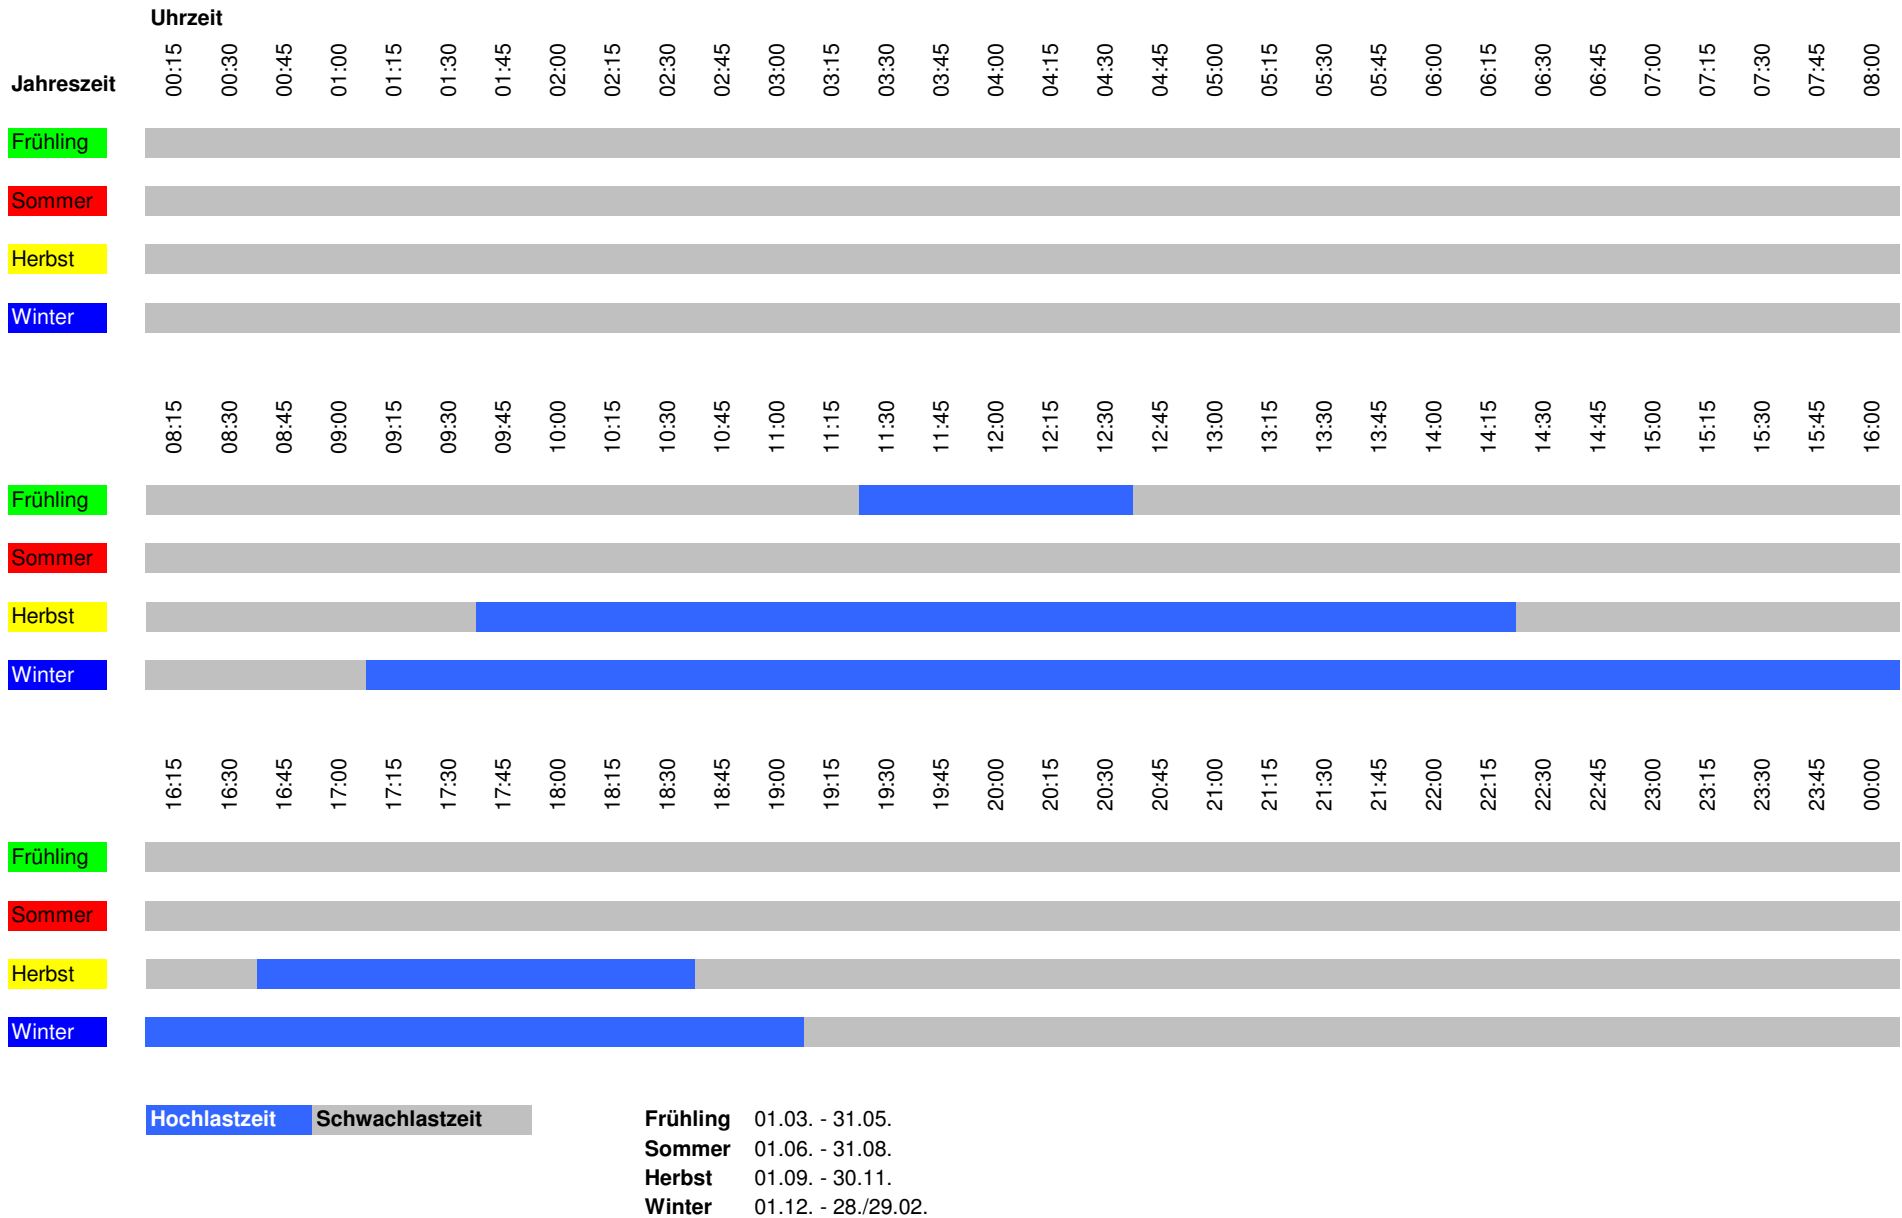 Uhrzeit
Jahreszeit 00:15 00:30 00:45 01:00 01:15 01:30 01:45 02:00 02:15 02:30 02:45 03:00 03:15 03:30 03:45 04:00 04:15 04:30 04:45 05:00 05:15 05:30 05:45 06:00 06:15 06:30 06:45 07:00 07:15 07:30 07:45 08:00
Frühling
Sommer
Herbst
Winter
08:15 08:30 08:45 09:00 09:15 09:30 09:45 10:00 10:15 10:30 10:45 11:00 11:15 11:30 11:45 12:00 12:15 12:30 12:45 13:00 13:15 13:30 13:45 14:00 14:15 14:30 14:45 15:00 15:15 15:30 15:45 16:00
Frühling
Sommer
Herbst
Winter
16:15 16:30 16:45 17:00 17:15 17:30 17:45 18:00 18:15 18:30 18:45 19:00 19:15 19:30 19:45 20:00 20:15 20:30 20:45 21:00 21:15 21:30 21:45 22:00 22:15 22:30 22:45 23:00 23:15 23:30 23:45 00:00
Frühling
Sommer
Herbst
Winter
Hochlastzeit Schwachlastzeit Frühling 01.03. - 31.05.
Sommer 01.06. - 31.08.
Herbst 01.09. - 30.11.
Winter 01.12. - 28./29.02.